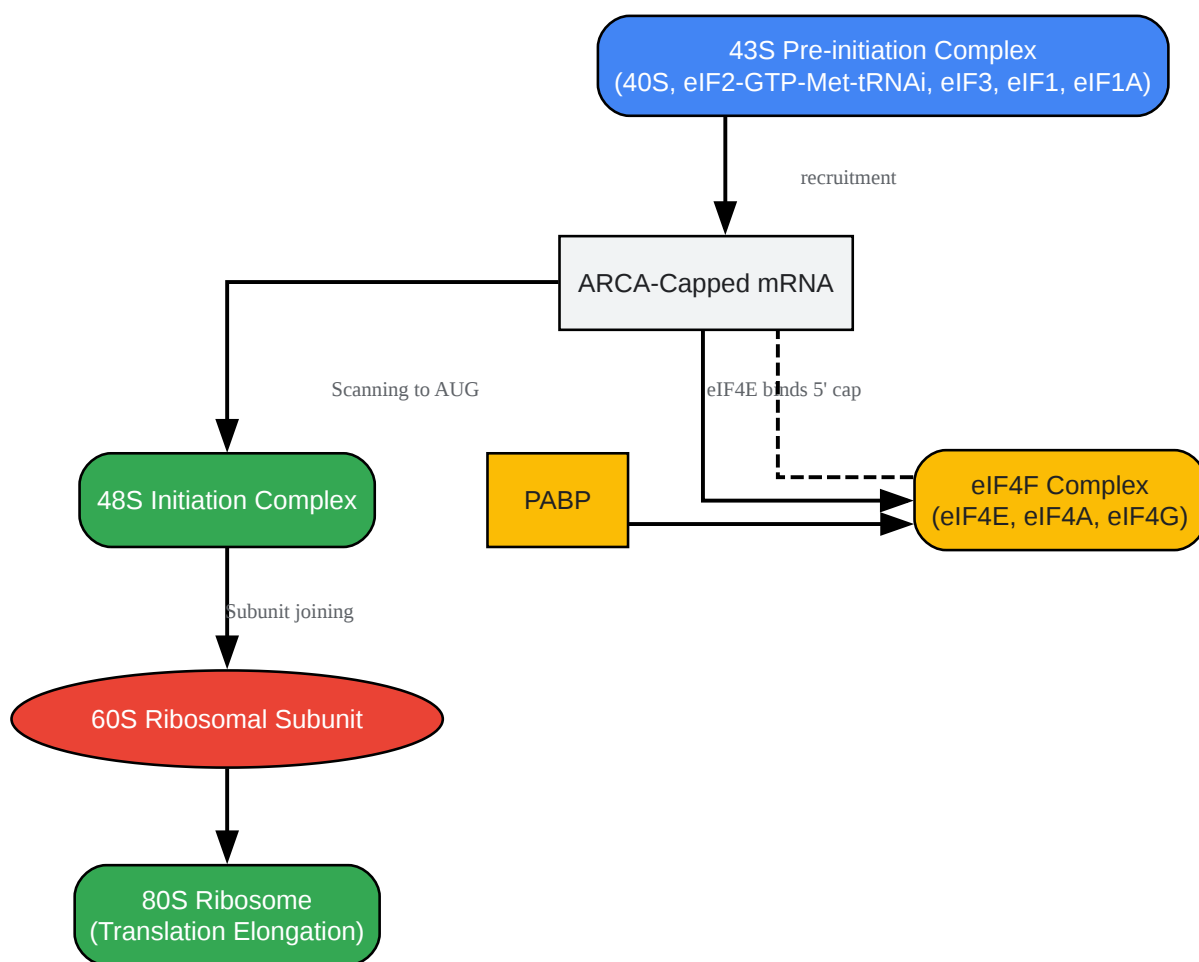 43S Pre-initiation Complex
(40S, eIF2-GTP-Met-tRNAi, eIF3, eIF1, eIF1A)
recruitment
ARCA-Capped mRNA
Scanning to AUG
eIF4E binds 5' cap
48S Initiation Complex
PABP
eIF4F Complex
(eIF4E, eIF4A, eIF4G)
Subunit joining
60S Ribosomal Subunit
80S Ribosome
(Translation Elongation)